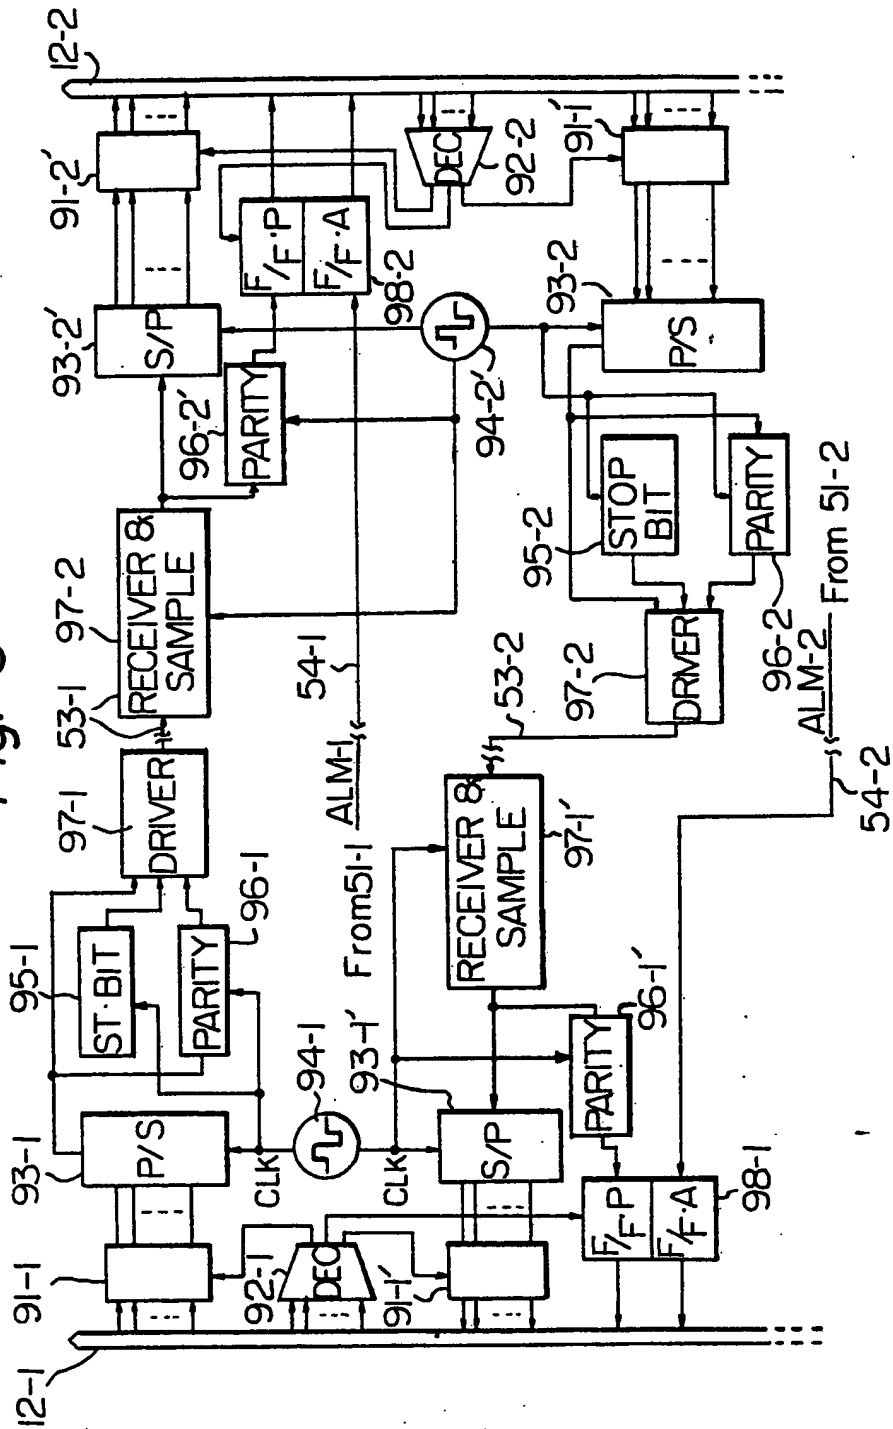 Fig.
12-1
91-1
93-1
95-1
97-1
53-1
97-2
93-2'
91-2'
12-2
P/S
ST·BIT
DRIVER
RECEIVER &
SAMPLE
S/P
PARITY
96-1
96-2'
PARITY
CLK
94-1
92-1
DEC
F/F·P
F/F·A
98-2
From 51-1
ALM-1
54-1
91-1'
CLK
93-1'
94-2'
DEC
92-2
S/P
RECEIVER &
SAMPLE
97-1'
53-2
97-2
95-2
93-2
91-1'
PARITY
96-1'
STOP
BIT
P/S
F/F·P
F/F·A
98-1
DRIVER
PARITY
96-2
54-2
ALM-2
From 51-2